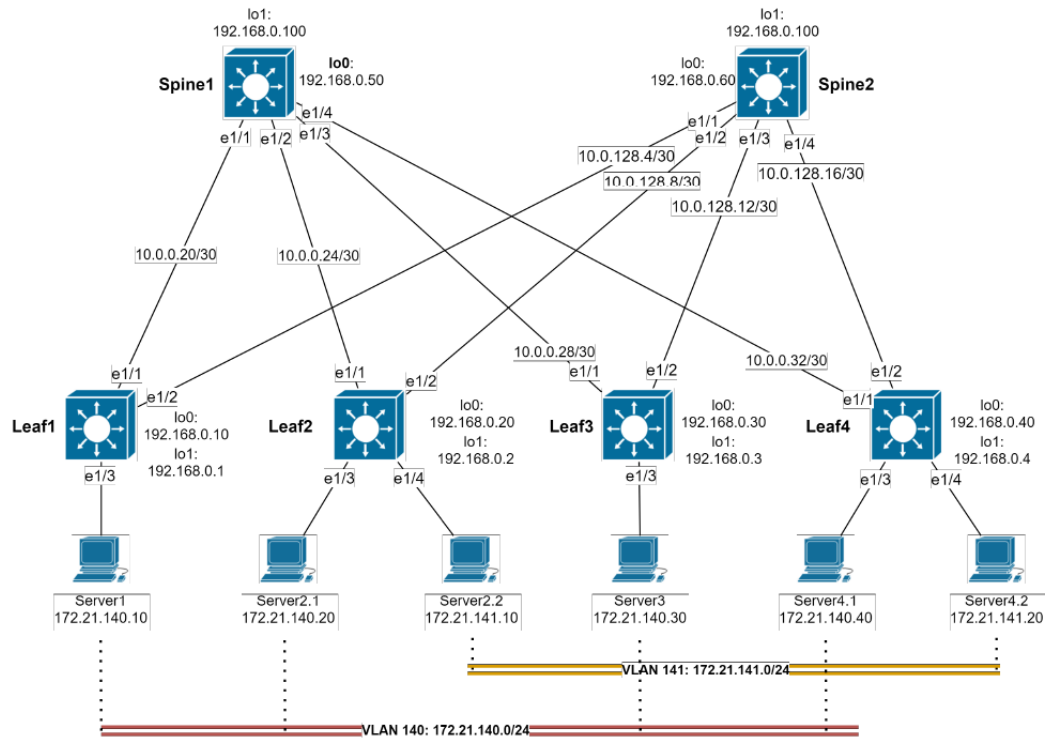 lo1:
192.168.0.100
lo1:
192.168.0.100
Spine1
lo0:
192.168.0.50
lo0:
192.168.0.60
Spine2
e1/1
e1/2
e1/3
e1/4
e1/1
e1/2
e1/3
e1/4
10.0.128.4/30
10.0.128.8/30
10.0.128.12/30
10.0.128.16/30
10.0.0.20/30
10.0.0.24/30
10.0.0.28/30
10.0.0.32/30
e1/1
e1/2
e1/1
e1/2
e1/1
e1/2
e1/1
e1/2
Leaf1
lo0:
192.168.0.10
lo1:
192.168.0.1
Leaf2
lo0:
192.168.0.20
lo1:
192.168.0.2
Leaf3
lo0:
192.168.0.30
lo1:
192.168.0.3
Leaf4
lo0:
192.168.0.40
lo1:
192.168.0.4
e1/3
e1/3
e1/4
e1/3
e1/3
e1/4
Server1
172.21.140.10
Server2.1
172.21.140.20
Server2.2
172.21.141.10
Server3
172.21.140.30
Server4.1
172.21.140.40
Server4.2
172.21.141.20
VLAN 141: 172.21.141.0/24
VLAN 140: 172.21.140.0/24